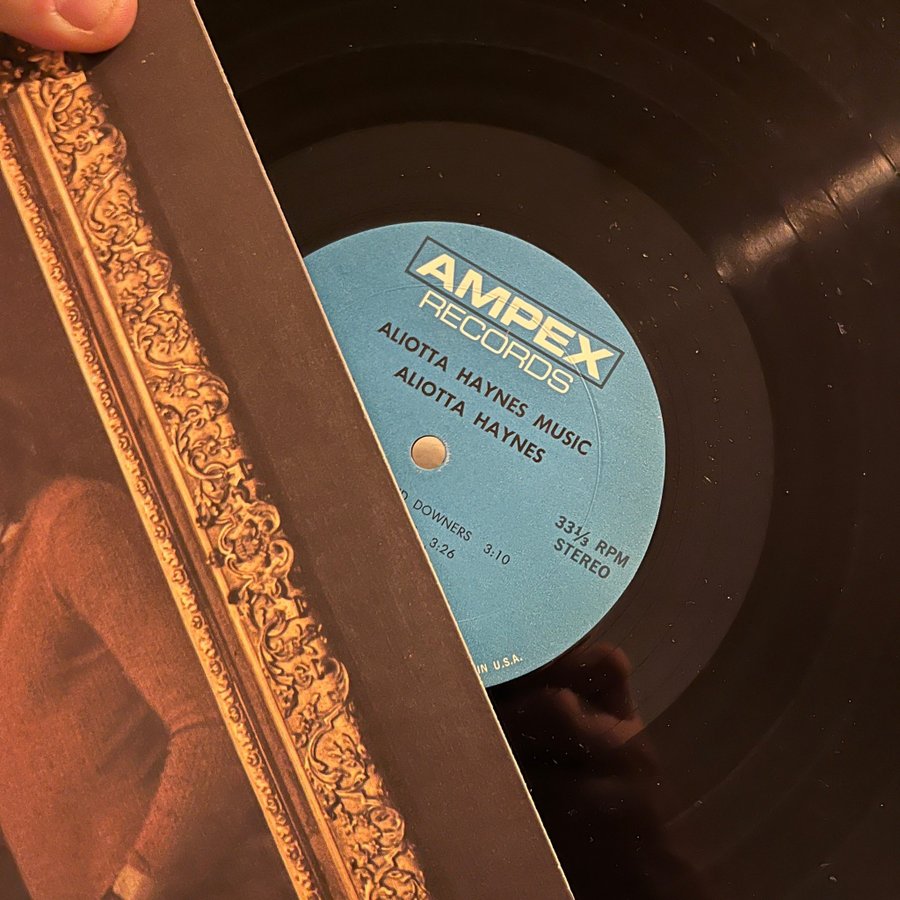 AMPEX
RECORDS
ALIOTTA HAYNES MUSIC
ALIOTTA HAYNES
DOWNERS 3:10
3:26
33⅓ RPM
STEREO
IN U.S.A.